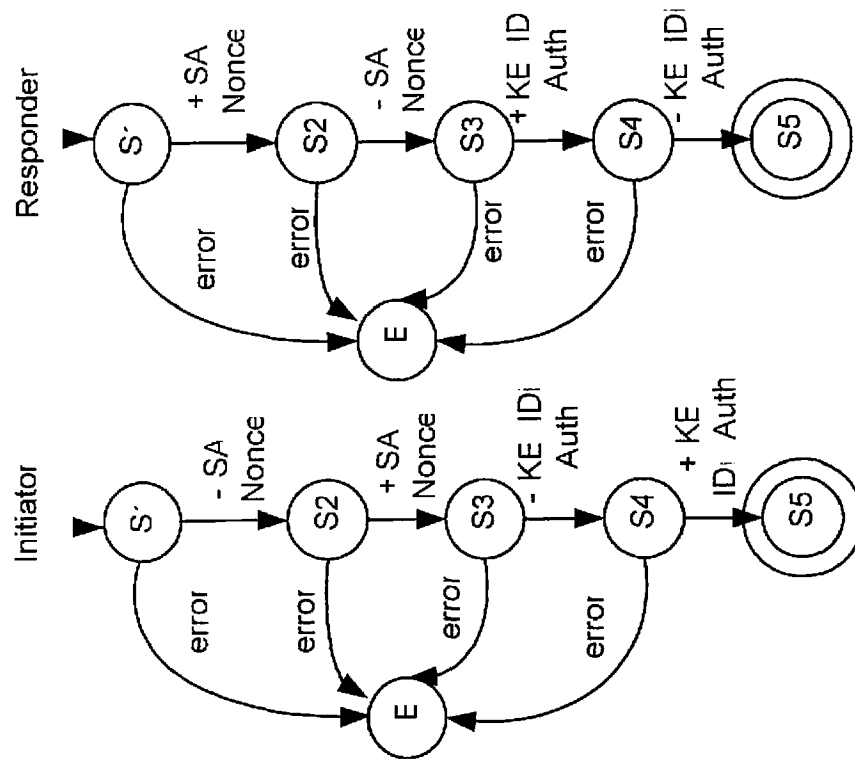 Initiator
S'
- SA
Nonce
error
S2
+ SA
Nonce
error
E
S3
- KE IDi
Auth
error
S4
+ KE
IDi Auth
error
S5
Responder
S'
+ SA
Nonce
error
S2
- SA
Nonce
error
E
S3
+ KE ID
Auth
error
S4
- KE IDi
Auth
error
S5